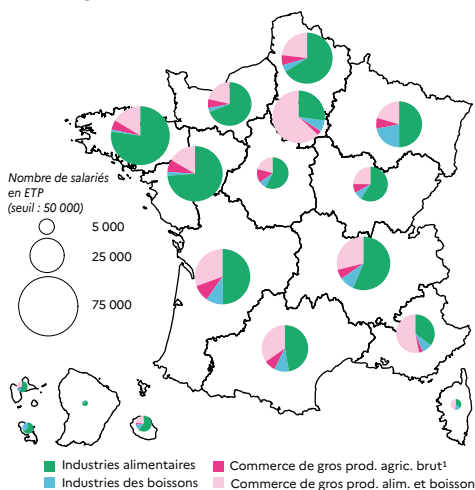 Nombre de salariés
en ETP
(seuil : 50 000)
5 000
25 000
75 000
Industries alimentaires
Commerce de gros prod. agric. brut¹
Industries des boissons
Commerce de gros prod. alim. et boisson